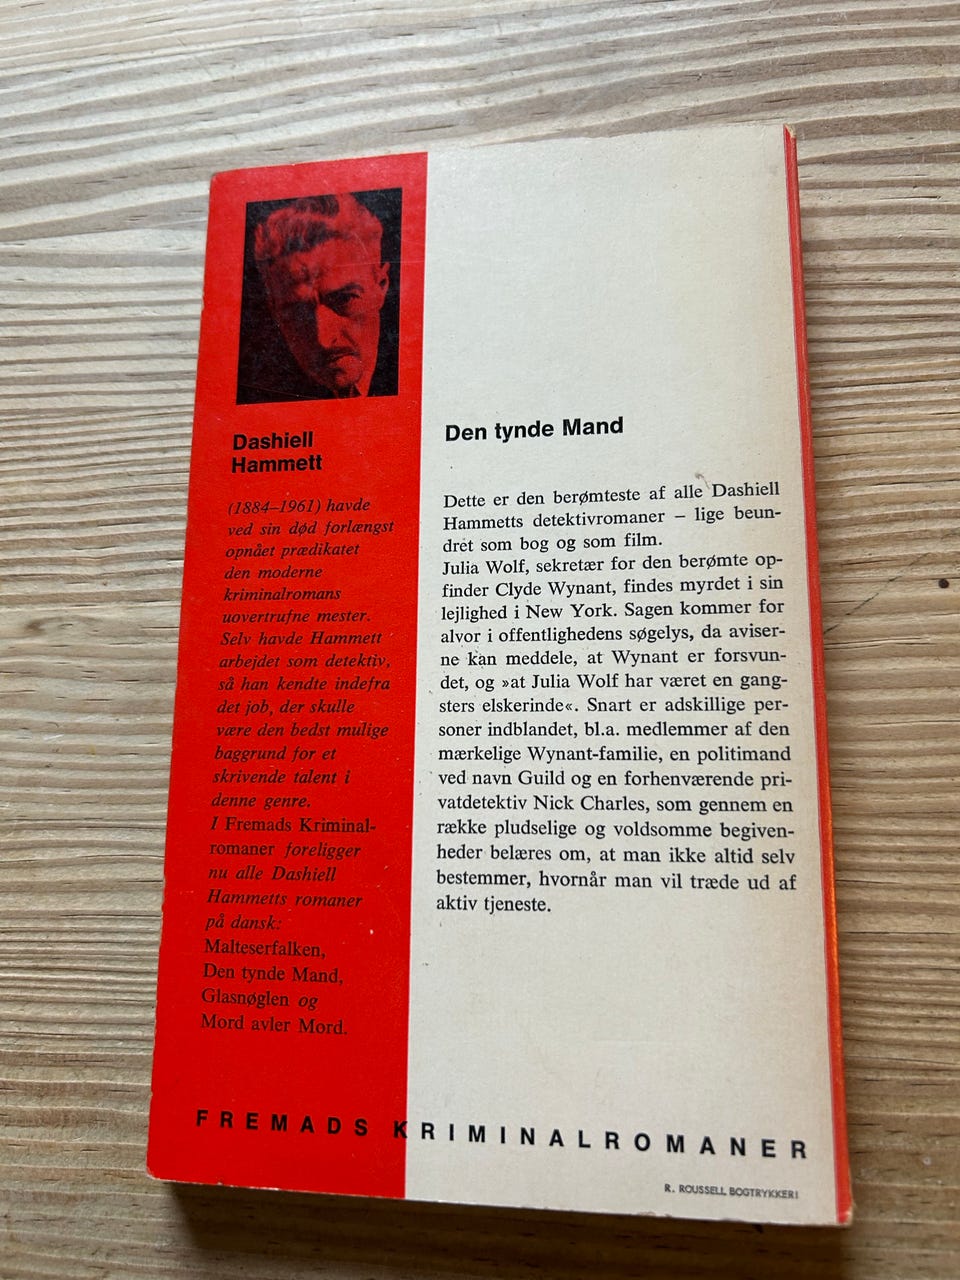 Dashiell
Hammett
(1884–1961) havde
ved sin død forlængst
opnået prædikatet
den moderne
kriminalromans
uovertrufne mester.
Selv havde Hammett
arbejdet som detektiv,
så han kendte indefra
det job, der skulle
være den bedst mulige
baggrund for et
skrivende talent i
denne genre.
I Fremads Kriminal-
romaner foreligger
nu alle Dashiell
Hammetts romaner
på dansk:
Malteserfalken,
Den tynde Mand,
Glasnøglen og
Mord avler Mord.
Den tynde Mand
Dette er den berømteste af alle Dashiell
Hammetts detektivromaner – lige beun-
dret som bog og som film.
Julia Wolf, sekretær for den berømte op-
finder Clyde Wynant, findes myrdet i sin
lejlighed i New York. Sagen kommer for
alvor i offentlighedens søgelys, da aviser-
ne kan meddele, at Wynant er forsvun-
det, og »at Julia Wolf har været en gang-
sters elskerinde«. Snart er adskillige per-
soner indblandet, bl.a. medlemmer af den
mærkelige Wynant-familie, en politimand
ved navn Guild og en forhenværende pri-
vatdetektiv Nick Charles, som gennem en
række pludselige og voldsomme begiven-
heder belæres om, at man ikke altid selv
bestemmer, hvornår man vil træde ud af
aktiv tjeneste.
FREMADS KRIMINALROMANER
R. ROUSSELL BOGTRYKKERI